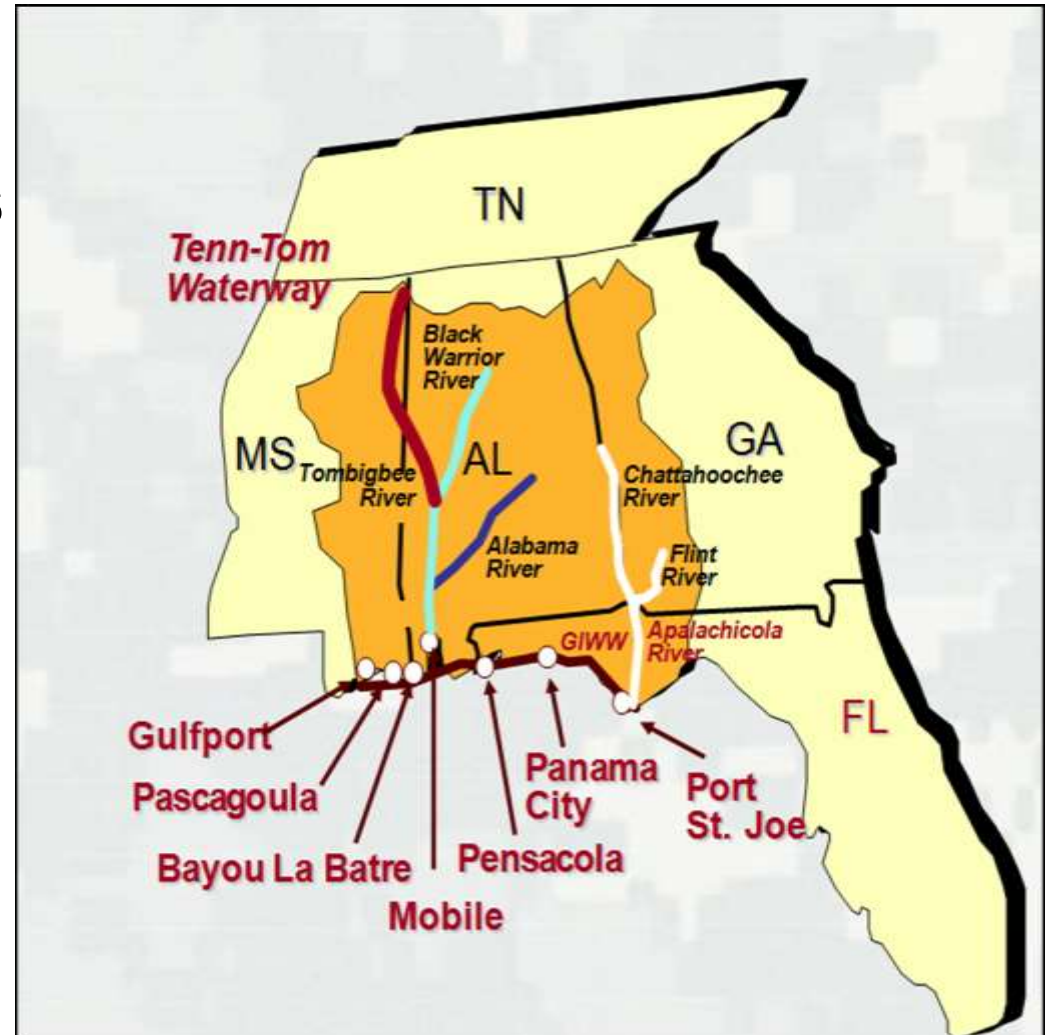 TN
Tenn-Tom
Waterway
Black
Warrior
River
MS
AL
GA
Tombigbee
River
Chattahoochee
River
Alabama
River
Flint
River
GIWW
Apalachicola
River
FL
Gulfport
Pascagoula
Bayou La Batre
Mobile
Pensacola
Panama
City
Port
St. Joe